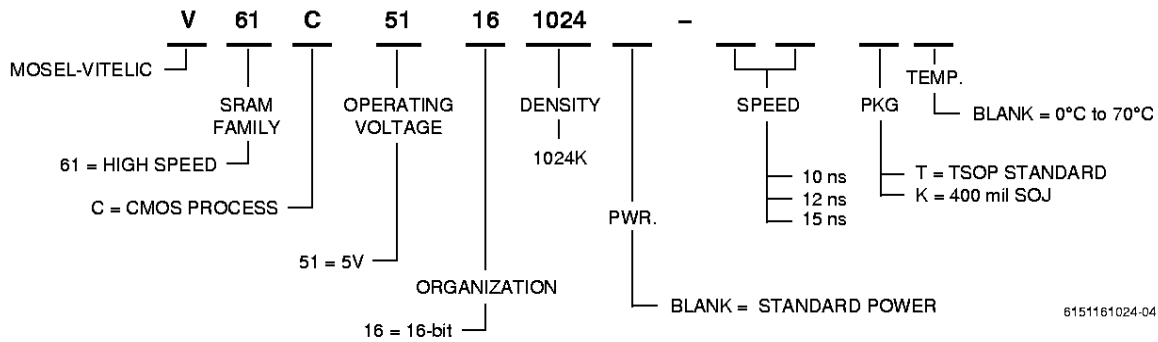 V 61 C 51 16 1024 –
MOSEL-VITELIC
TEMP.
SRAM
FAMILY
OPERATING
VOLTAGE
DENSITY
SPEED
PKG
BLANK = 0°C to 70°C
1024K
61 = HIGH SPEED
10 ns
T = TSOP STANDARD
12 ns
K = 400 mil SOJ
C = CMOS PROCESS
15 ns
PWR.
51 = 5V
ORGANIZATION
BLANK = STANDARD POWER
6151161024-04
16 = 16-bit